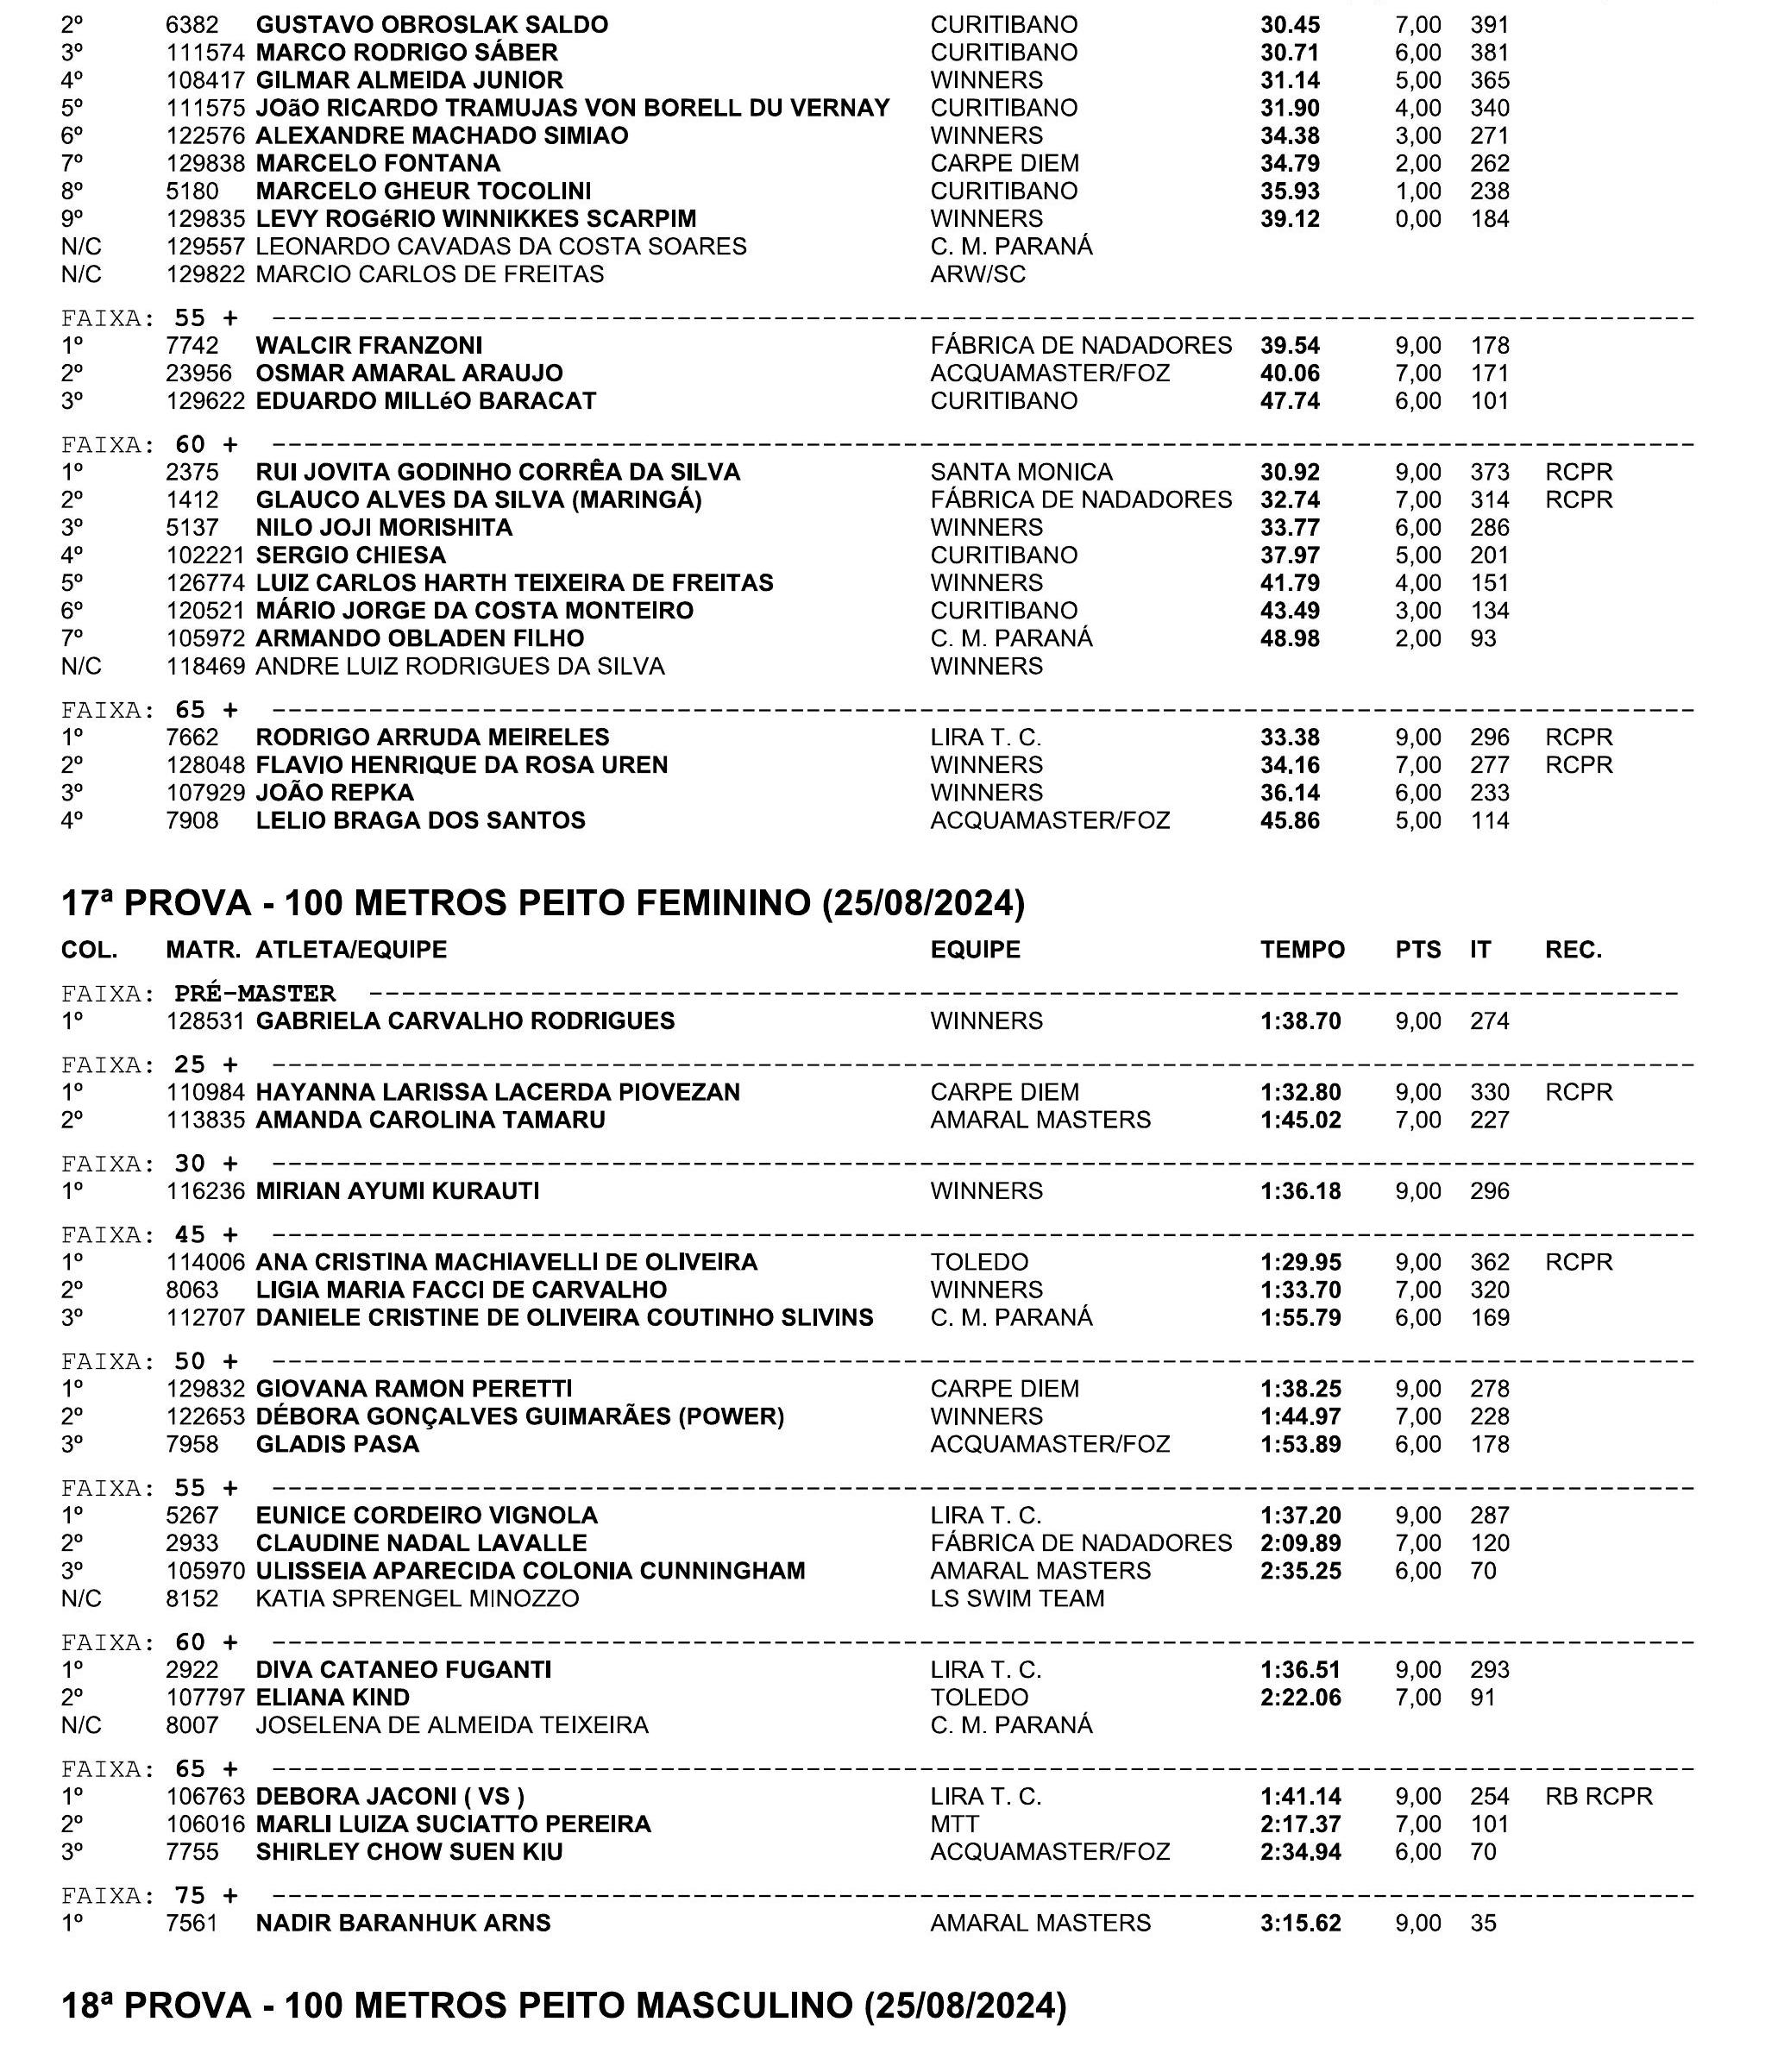 2º 6382 GUSTAVO OBROSLAK SALDO CURITIBANO 30.45 7,00 391
3º 111574 MARCO RODRIGO SÁBER CURITIBANO 30.71 6,00 381
4º 108417 GILMAR ALMEIDA JUNIOR WINNERS 31.14 5,00 365
5º 111575 JOãO RICARDO TRAMUJAS VON BORELL DU VERNAY CURITIBANO 31.90 4,00 340
6º 122576 ALEXANDRE MACHADO SIMIAO WINNERS 34.38 3,00 271
7º 129838 MARCELO FONTANA CARPE DIEM 34.79 2,00 262
8º 5180 MARCELO GHEUR TOCOLINI CURITIBANO 35.93 1,00 238
9º 129835 LEVY ROGéRIO WINNIKKES SCARPIM WINNERS 39.12 0,00 184
N/C 129557 LEONARDO CAVADAS DA COSTA SOARES C. M. PARANÁ
N/C 129822 MARCIO CARLOS DE FREITAS ARW/SC
FAIXA: 55 + ----------------------------------------------------------------------------------------
1º 7742 WALCIR FRANZONI FÁBRICA DE NADADORES 39.54 9,00 178
2º 23956 OSMAR AMARAL ARAUJO ACQUAMASTER/FOZ 40.06 7,00 171
3º 129622 EDUARDO MILLéO BARACAT CURITIBANO 47.74 6,00 101
FAIXA: 60 + ----------------------------------------------------------------------------------------
1º 2375 RUI JOVITA GODINHO CORRÊA DA SILVA SANTA MONICA 30.92 9,00 373 RCPR
2º 1412 GLAUCO ALVES DA SILVA (MARINGÁ) FÁBRICA DE NADADORES 32.74 7,00 314 RCPR
3º 5137 NILO JOJI MORISHITA WINNERS 33.77 6,00 286
4º 102221 SERGIO CHIESA CURITIBANO 37.97 5,00 201
5º 126774 LUIZ CARLOS HARTH TEIXEIRA DE FREITAS WINNERS 41.79 4,00 151
6º 120521 MÁRIO JORGE DA COSTA MONTEIRO CURITIBANO 43.49 3,00 134
7º 105972 ARMANDO OBLADEN FILHO C. M. PARANÁ 48.98 2,00 93
N/C 118469 ANDRE LUIZ RODRIGUES DA SILVA WINNERS
FAIXA: 65 + ----------------------------------------------------------------------------------------
1º 7662 RODRIGO ARRUDA MEIRELES LIRA T. C. 33.38 9,00 296 RCPR
2º 128048 FLAVIO HENRIQUE DA ROSA UREN WINNERS 34.16 7,00 277 RCPR
3º 107929 JOÃO REPKA WINNERS 36.14 6,00 233
4º 7908 LELIO BRAGA DOS SANTOS ACQUAMASTER/FOZ 45.86 5,00 114
17ª PROVA - 100 METROS PEITO FEMININO (25/08/2024)
COL. MATR. ATLETA/EQUIPE EQUIPE TEMPO PTS IT REC.
FAIXA: PRÉ-MASTER ---------------------------------------------------------------------------------
1º 128531 GABRIELA CARVALHO RODRIGUES WINNERS 1:38.70 9,00 274
FAIXA: 25 + ----------------------------------------------------------------------------------------
1º 110984 HAYANNA LARISSA LACERDA PIOVEZAN CARPE DIEM 1:32.80 9,00 330 RCPR
2º 113835 AMANDA CAROLINA TAMARU AMARAL MASTERS 1:45.02 7,00 227
FAIXA: 30 + ----------------------------------------------------------------------------------------
1º 116236 MIRIAN AYUMI KURAUTI WINNERS 1:36.18 9,00 296
FAIXA: 45 + ----------------------------------------------------------------------------------------
1º 114006 ANA CRISTINA MACHIAVELLI DE OLIVEIRA TOLEDO 1:29.95 9,00 362 RCPR
2º 8063 LIGIA MARIA FACCI DE CARVALHO WINNERS 1:33.70 7,00 320
3º 112707 DANIELE CRISTINE DE OLIVEIRA COUTINHO SLIVINS C. M. PARANÁ 1:55.79 6,00 169
FAIXA: 50 + ----------------------------------------------------------------------------------------
1º 129832 GIOVANA RAMON PERETTI CARPE DIEM 1:38.25 9,00 278
2º 122653 DÉBORA GONÇALVES GUIMARÃES (POWER) WINNERS 1:44.97 7,00 228
3º 7958 GLADIS PASA ACQUAMASTER/FOZ 1:53.89 6,00 178
FAIXA: 55 + ----------------------------------------------------------------------------------------
1º 5267 EUNICE CORDEIRO VIGNOLA LIRA T. C. 1:37.20 9,00 287
2º 2933 CLAUDINE NADAL LAVALLE FÁBRICA DE NADADORES 2:09.89 7,00 120
3º 105970 ULISSEIA APARECIDA COLONIA CUNNINGHAM AMARAL MASTERS 2:35.25 6,00 70
N/C 8152 KATIA SPRENGEL MINOZZO LS SWIM TEAM
FAIXA: 60 + ----------------------------------------------------------------------------------------
1º 2922 DIVA CATANEO FUGANTI LIRA T. C. 1:36.51 9,00 293
2º 107797 ELIANA KIND TOLEDO 2:22.06 7,00 91
N/C 8007 JOSELENA DE ALMEIDA TEIXEIRA C. M. PARANÁ
FAIXA: 65 + ----------------------------------------------------------------------------------------
1º 106763 DEBORA JACONI ( VS ) LIRA T. C. 1:41.14 9,00 254 RB RCPR
2º 106016 MARLI LUIZA SUCIATTO PEREIRA MTT 2:17.37 7,00 101
3º 7755 SHIRLEY CHOW SUEN KIU ACQUAMASTER/FOZ 2:34.94 6,00 70
FAIXA: 75 + ----------------------------------------------------------------------------------------
1º 7561 NADIR BARANHUK ARNS AMARAL MASTERS 3:15.62 9,00 35
18ª PROVA - 100 METROS PEITO MASCULINO (25/08/2024)